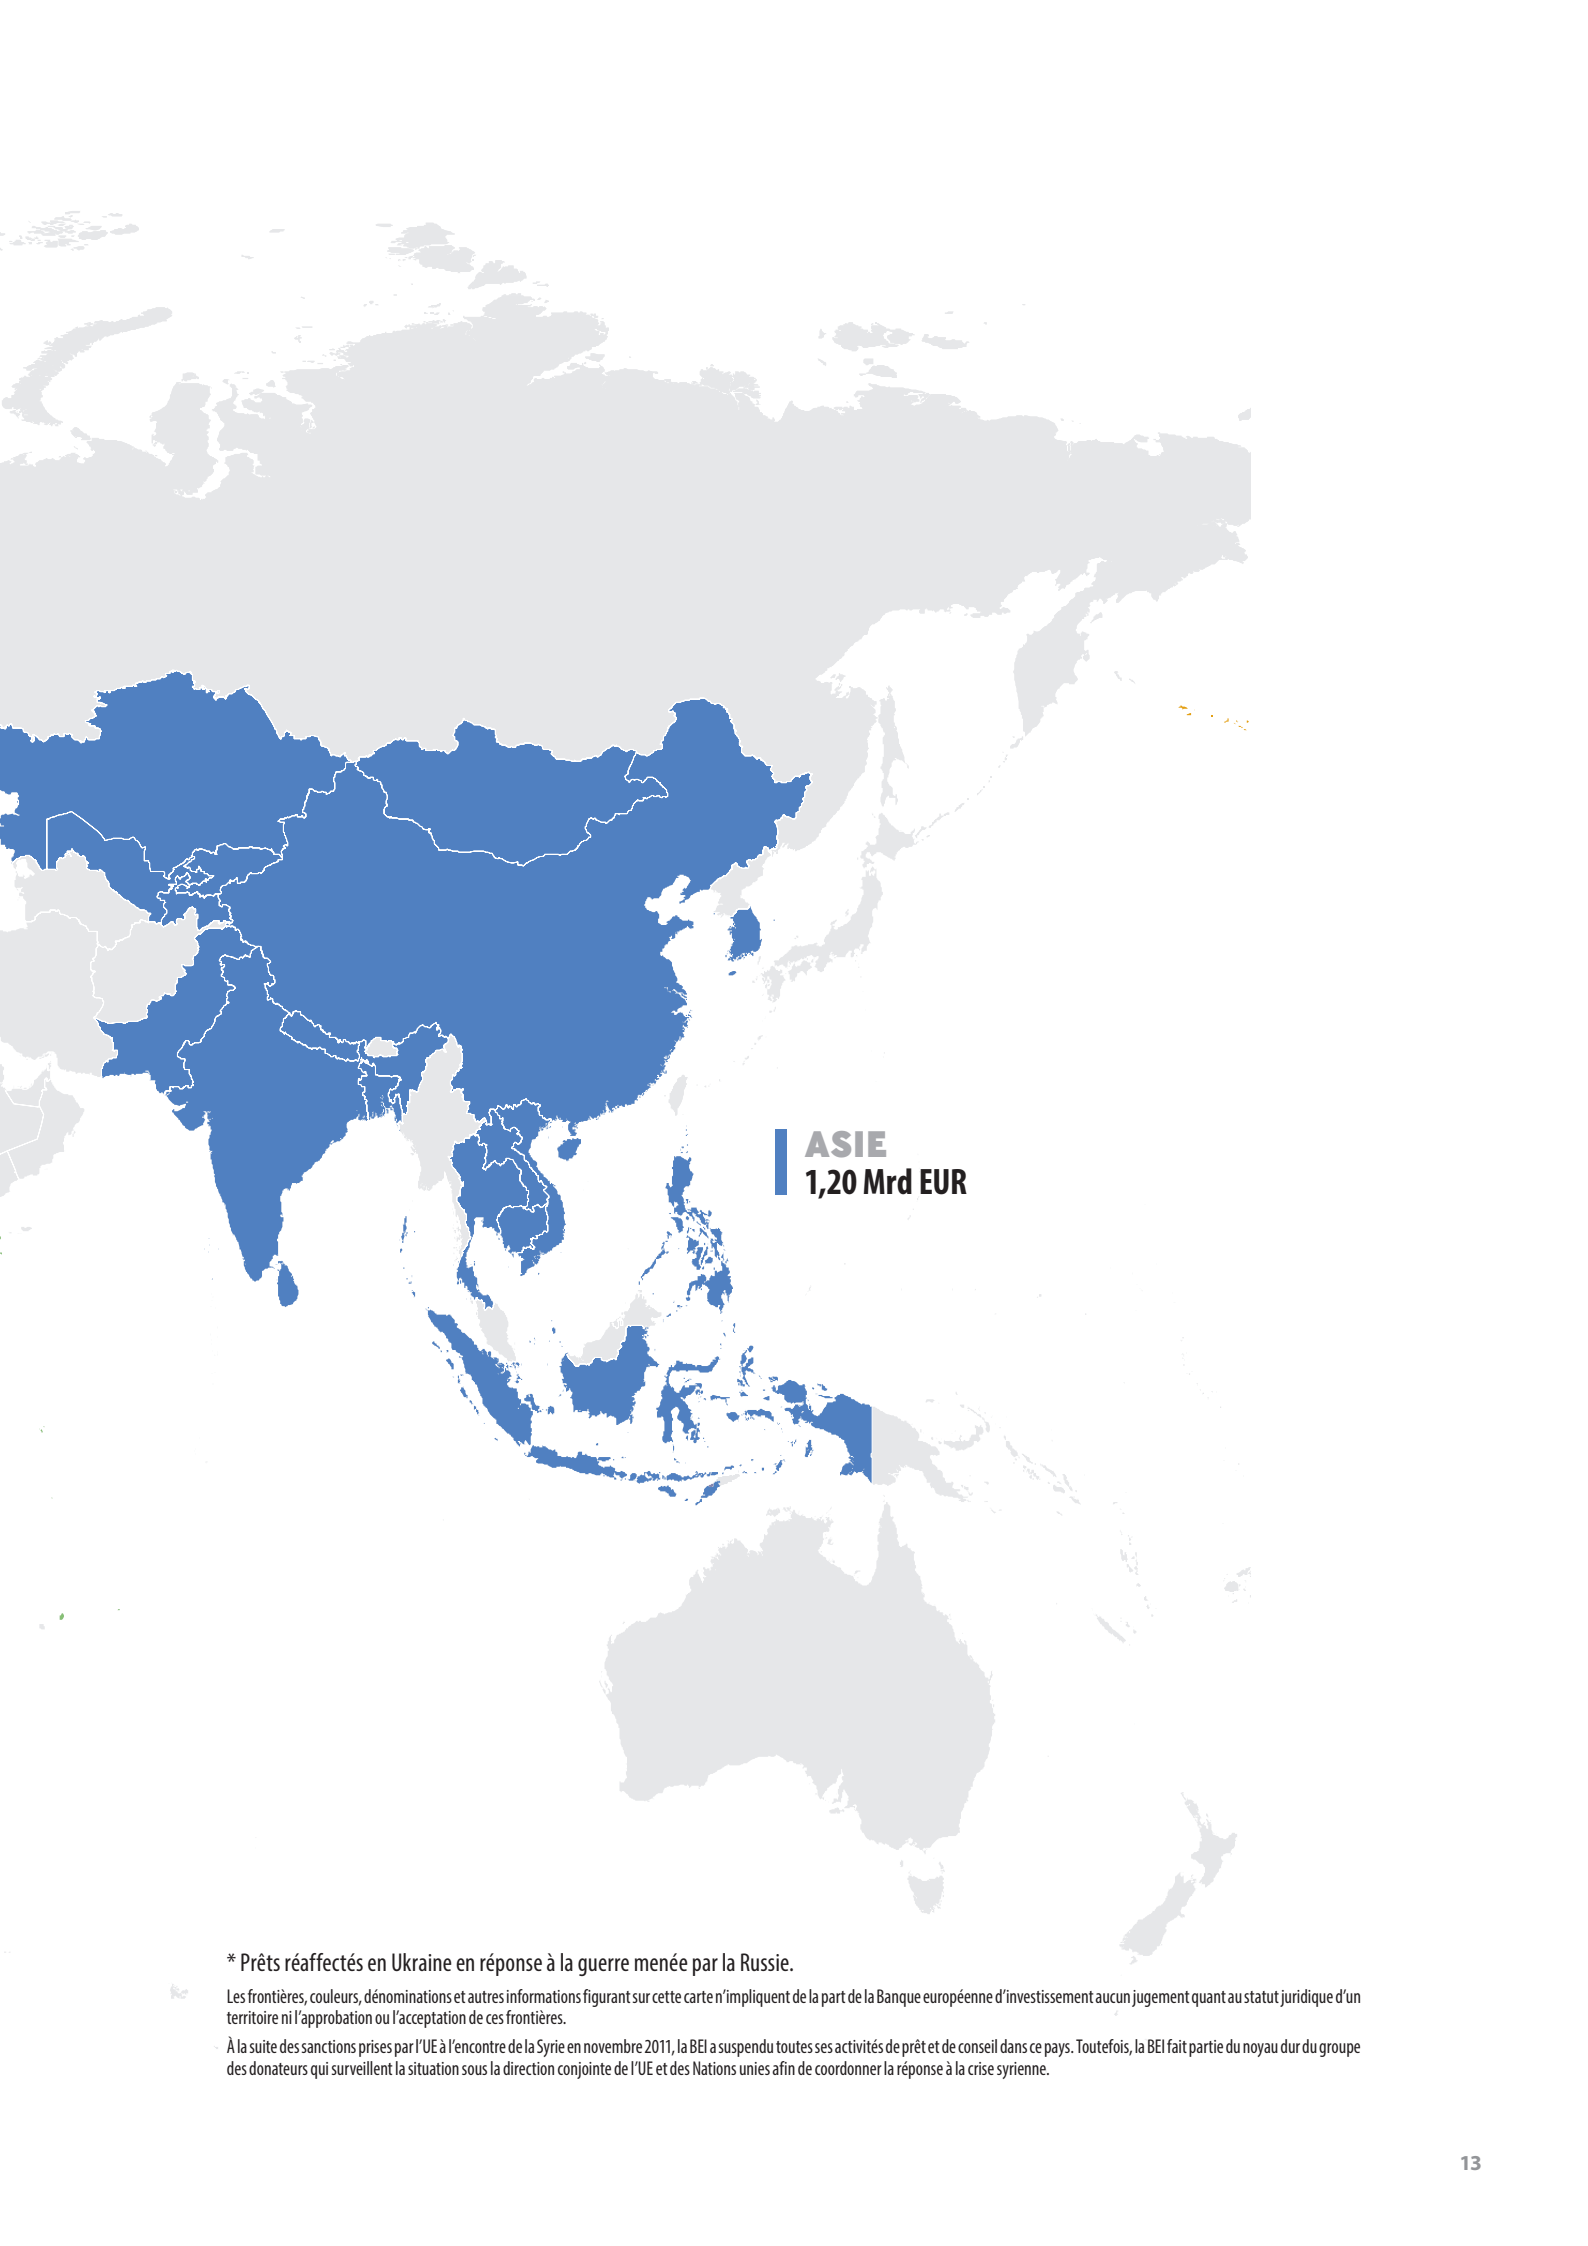 ASIE
1,20 Mrd EUR
* Prêts réaffectés en Ukraine en réponse à la guerre menée par la Russie.
Les frontières, couleurs, dénominations et autres informations figurant sur cette carte n’impliquent de la part de la Banque européenne d’investissement aucun jugement quant au statut juridique d’un
territoire ni l’approbation ou l’acceptation de ces frontières.
À la suite des sanctions prises par l’UE à l’encontre de la Syrie en novembre 2011, la BEI a suspendu toutes ses activités de prêt et de conseil dans ce pays. Toutefois, la BEI fait partie du noyau dur du groupe
des donateurs qui surveillent la situation sous la direction conjointe de l’UE et des Nations unies afin de coordonner la réponse à la crise syrienne.
13